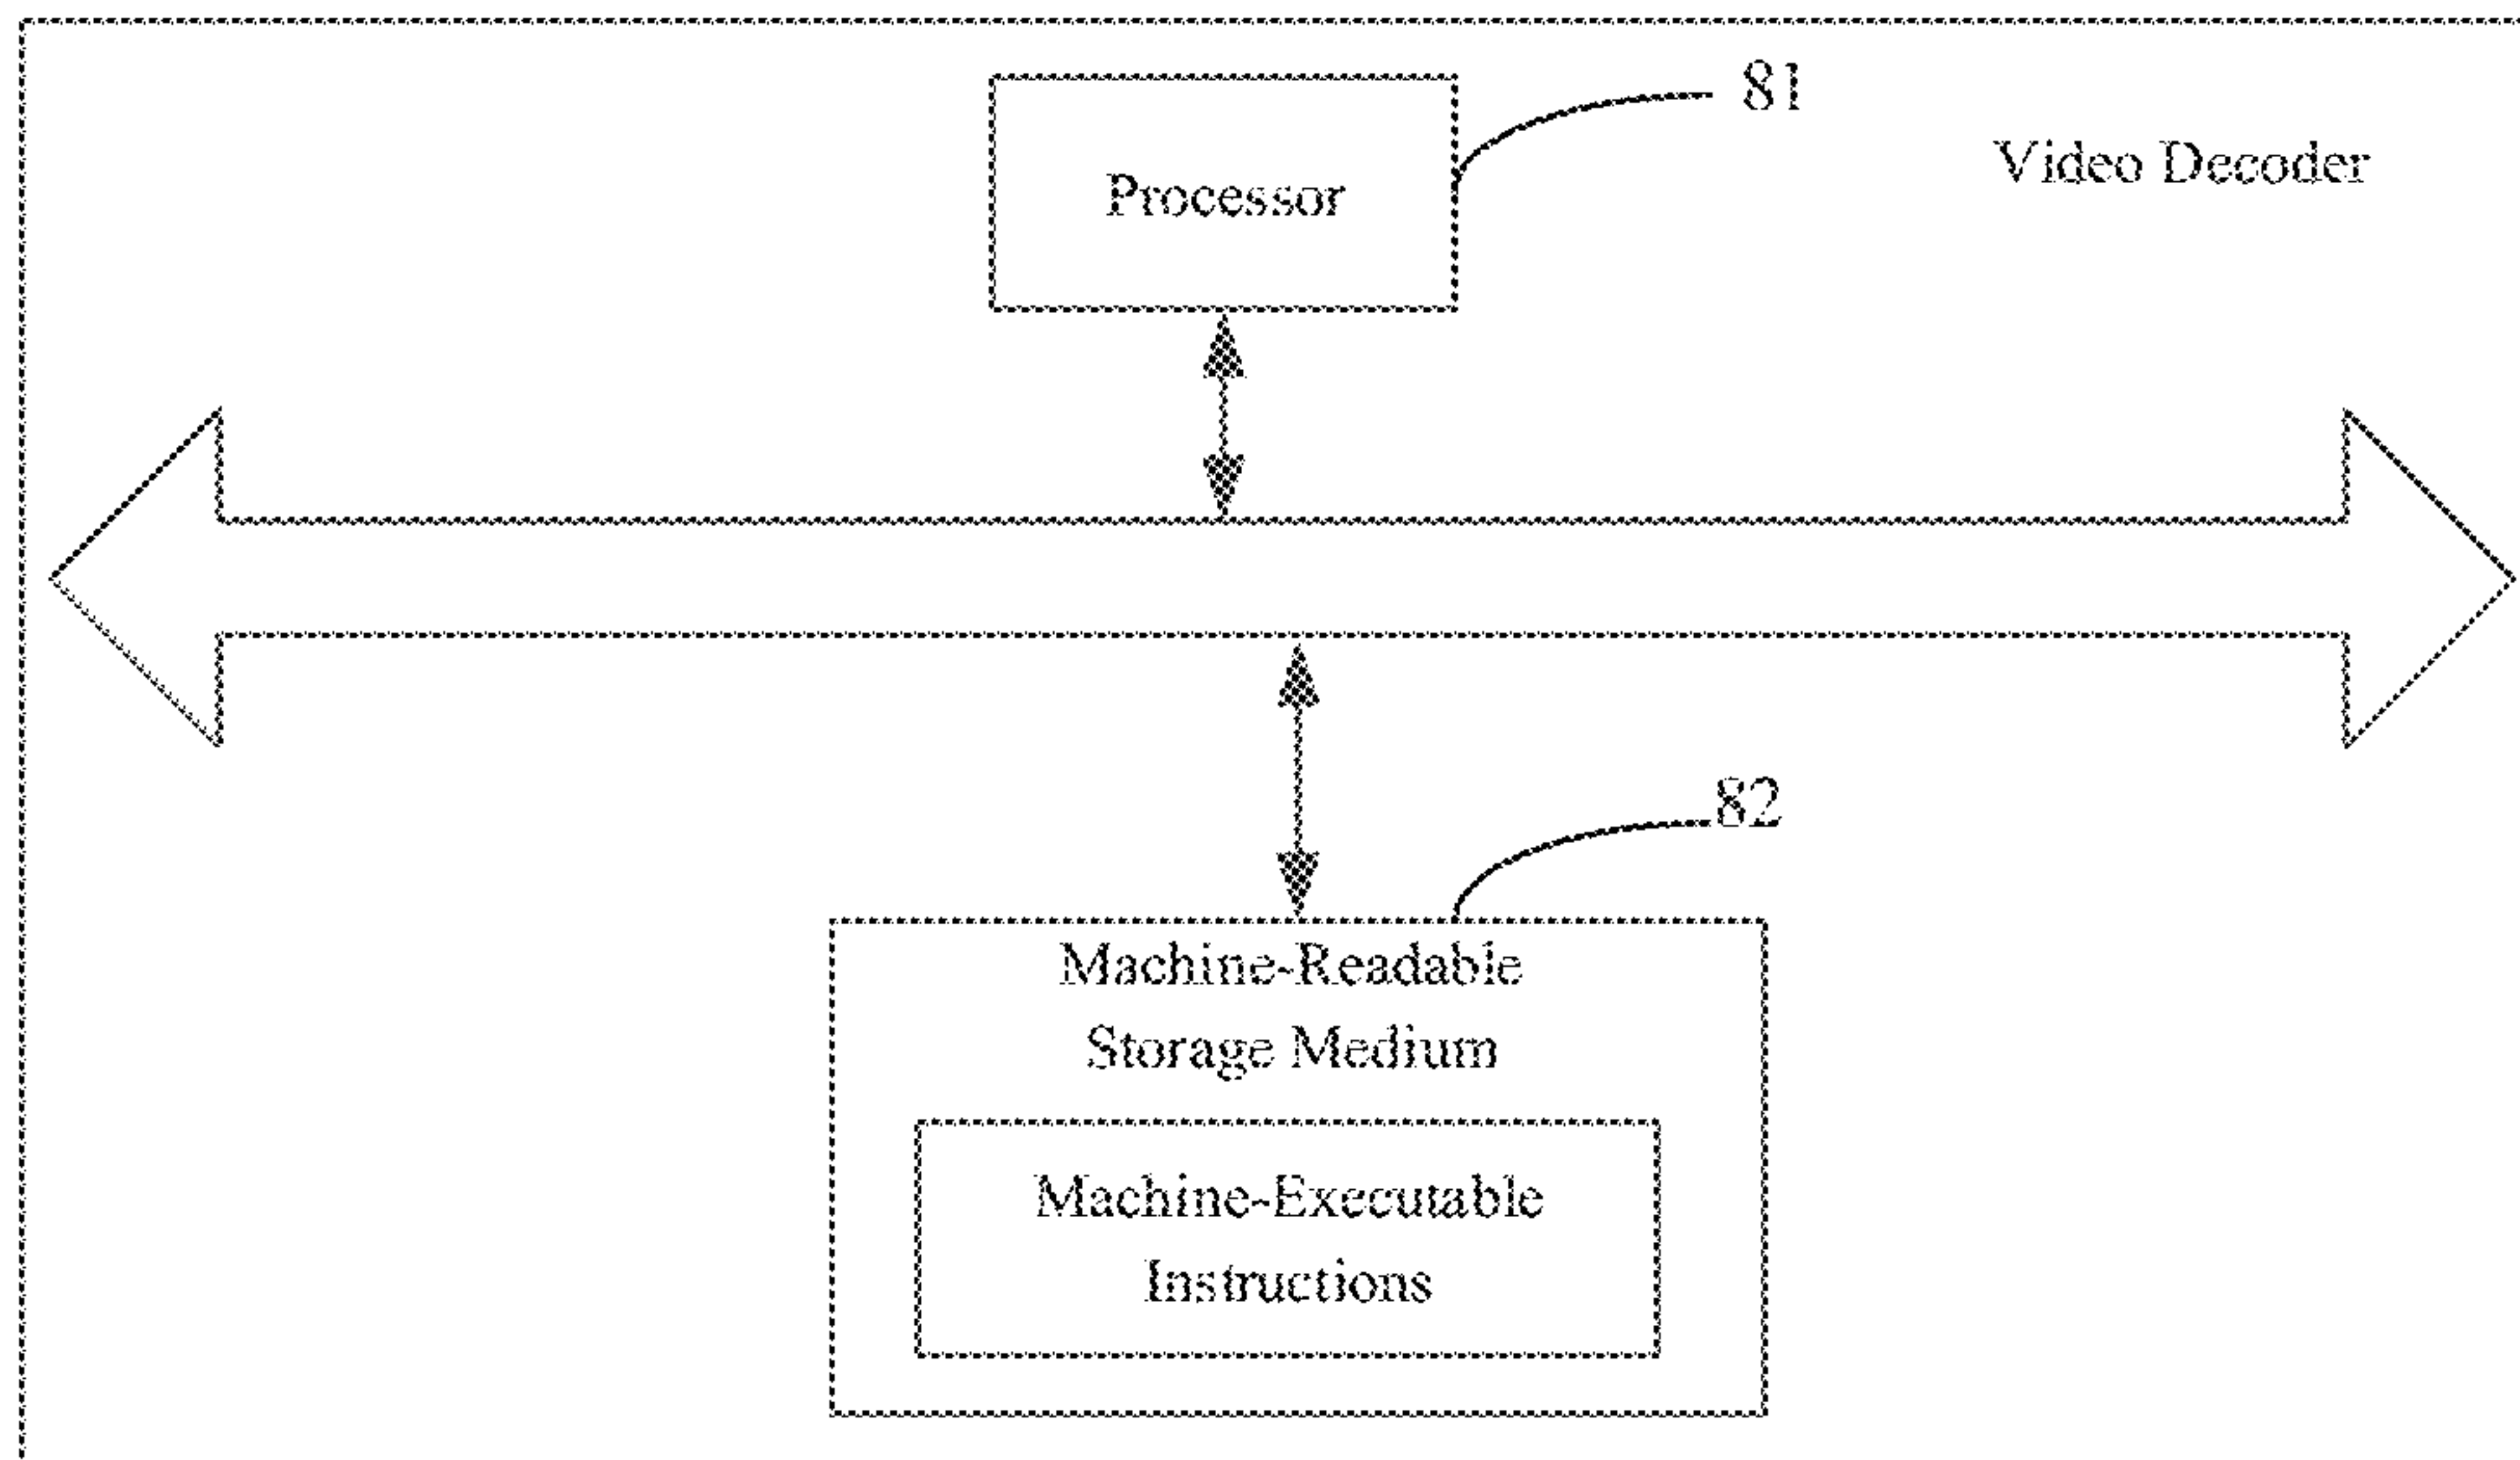 81
Video Decoder
Processor
82
Machine-Readable
Storage Medium
Machine-Executable
Instructions